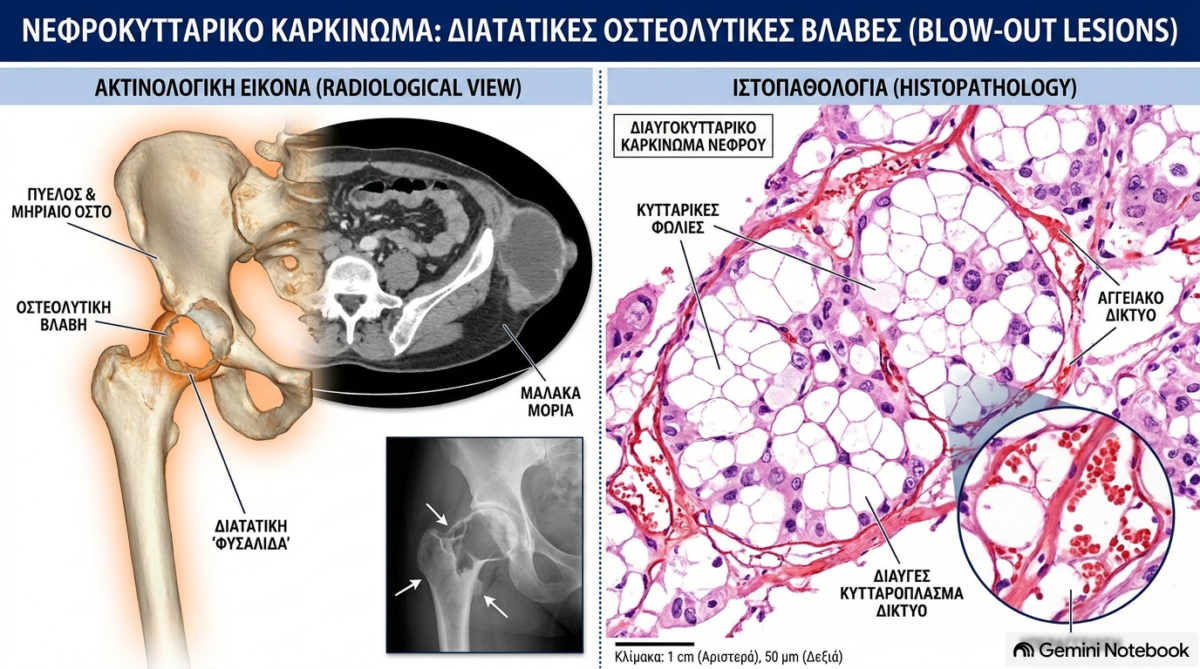 ΝΕΦΡΟΚΥΤΤΑΡΙΚΟ ΚΑΡΚΙΝΩΜΑ: ΔΙΑΤΑΤΙΚΕΣ ΟΣΤΕΟΛΥΤΙΚΕΣ ΒΛΑΒΕΣ (BLOW-OUT LESIONS)
ΑΚΤΙΝΟΛΟΓΙΚΗ ΕΙΚΟΝΑ (RADIOLOGICAL VIEW)
ΠΥΕΛΟΣ &
ΜΗΡΙΑΙΟ ΟΣΤΟ
ΟΣΤΕΟΛΥΤΙΚΗ
ΒΛΑΒΗ
ΔΙΑΤΑΤΙΚΗ
‘ΦΥΣΑΛΙΔΑ’
ΜΑΛΑΚΑ
ΜΟΡΙΑ
ΙΣΤΟΠΑΘΟΛΟΓΙΑ (HISTOPATHOLOGY)
ΔΙΑΥΓΟΚΥΤΤΑΡΙΚΟ
ΚΑΡΚΙΝΩΜΑ ΝΕΦΡΟΥ
ΚΥΤΤΑΡΙΚΕΣ
ΦΩΛΙΕΣ
ΑΓΓΕΙΑΚΟ
ΔΙΚΤΥΟ
ΔΙΑΥΓΕΣ
ΚΥΤΤΑΡΟΠΛΑΣΜΑ
ΔΙΚΤΥΟ
Κλίμακα: 1 cm (Αριστερά), 50 μm (Δεξιά)
Gemini Notebook